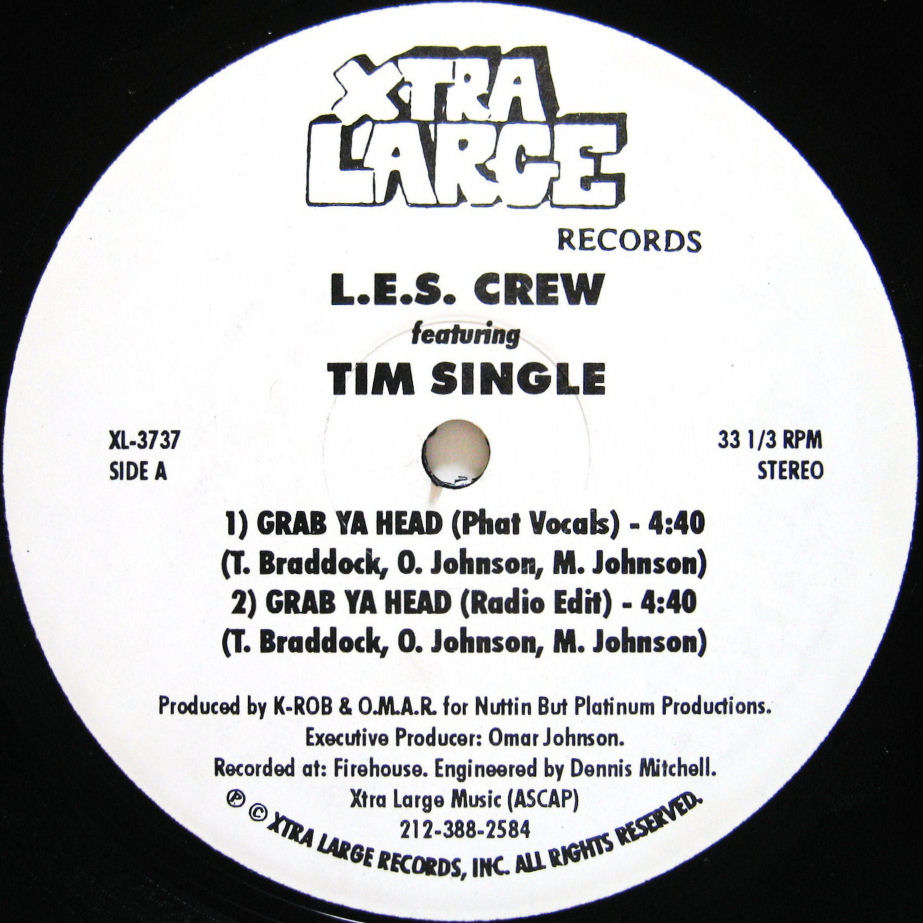 XTRA
LARGE
RECORDS
L.E.S. CREW
featuring
TIM SINGLE
XL-3737
SIDE A
33 1/3 RPM
STEREO
1) GRAB YA HEAD (Phat Vocals) - 4:40
(T. Braddock, O. Johnson, M. Johnson)
2) GRAB YA HEAD (Radio Edit) - 4:40
(T. Braddock, O. Johnson, M. Johnson)
Produced by K-ROB & O.M.A.R. for Nuttin But Platinum Productions.
Executive Producer: Omar Johnson.
Recorded at: Firehouse. Engineered by Dennis Mitchell.
Xtra Large Music (ASCAP)
212-388-2584
℗ © XTRA LARGE RECORDS, INC. ALL RIGHTS RESERVED.